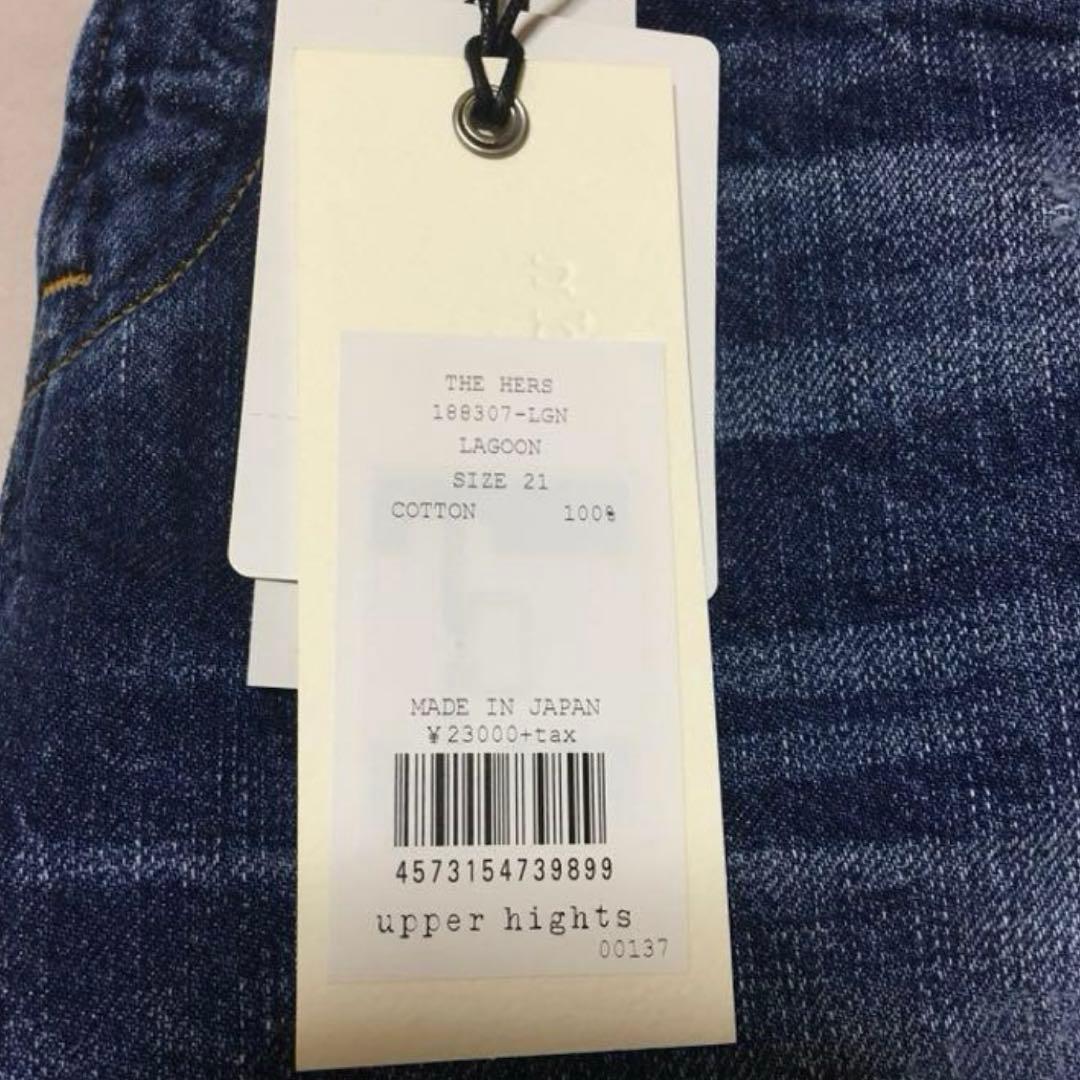 THE HERS
188307-LGN
LAGOON
SIZE 21
COTTON 100%
MADE IN JAPAN
¥23000+tax
4573154739899
upper hights
00137